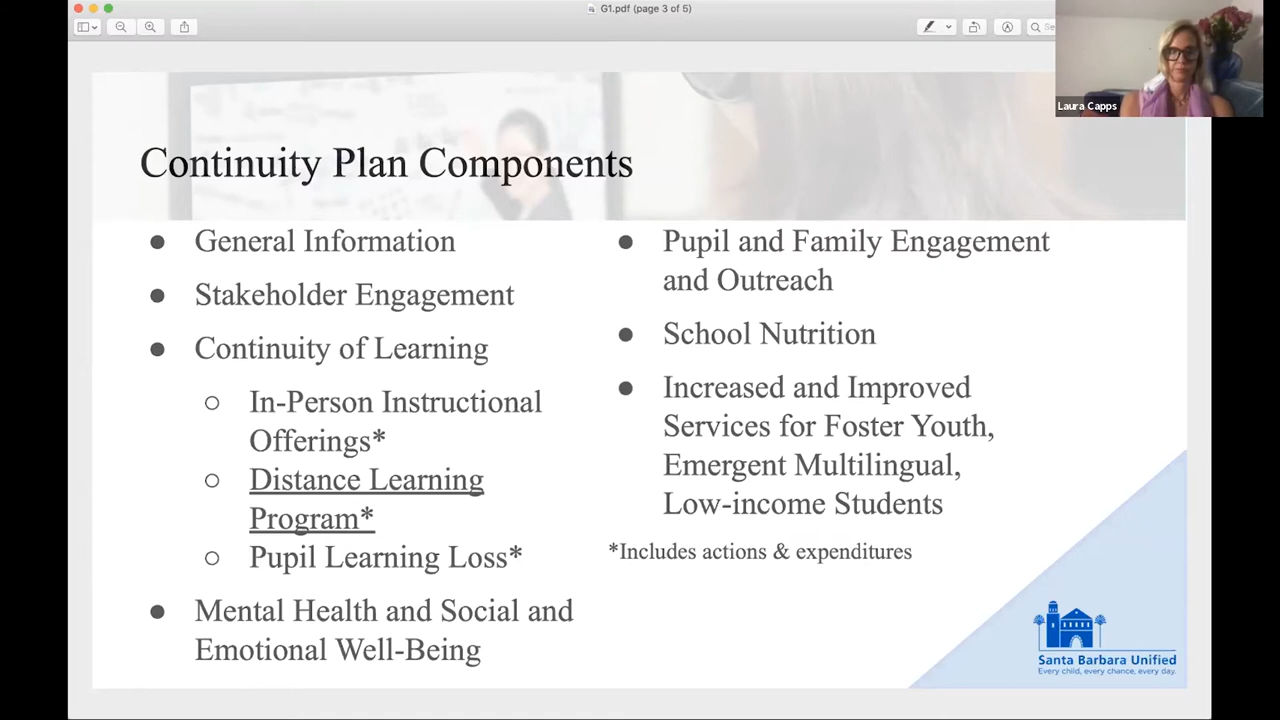 G1.pdf (page 3 of 5)
Laura Capps
Continuity Plan Components
● General Information
● Stakeholder Engagement
● Continuity of Learning
○ In-Person Instructional
Offerings*
○ Distance Learning
Program*
○ Pupil Learning Loss*
● Mental Health and Social and
Emotional Well-Being
● Pupil and Family Engagement
and Outreach
● School Nutrition
● Increased and Improved
Services for Foster Youth,
Emergent Multilingual,
Low-income Students
*Includes actions & expenditures
Santa Barbara Unified
Every child, every chance, every day.